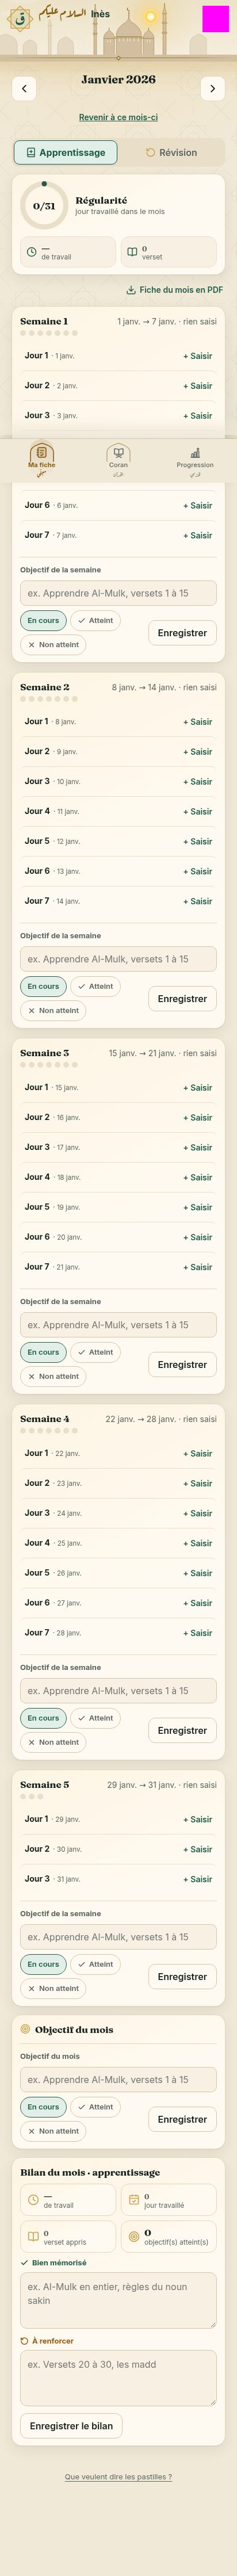 السلام عليكم Inès
ق
Janvier 2026
Revenir à ce mois-ci
Apprentissage
Révision
0/31
Régularité
jour travaillé dans le mois
—
de travail
0
verset
Fiche du mois en PDF
Semaine 1
1 janv. → 7 janv. · rien saisi
Jour 1 · 1 janv. + Saisir
Jour 2 · 2 janv. + Saisir
Jour 3 · 3 janv. + Saisir
Ma fiche
Coran
Progression
Jour 6 · 6 janv. + Saisir
Jour 7 · 7 janv. + Saisir
Objectif de la semaine
ex. Apprendre Al-Mulk, versets 1 à 15
En cours
Atteint
Non atteint
Enregistrer
Semaine 2
8 janv. → 14 janv. · rien saisi
Jour 1 · 8 janv. + Saisir
Jour 2 · 9 janv. + Saisir
Jour 3 · 10 janv. + Saisir
Jour 4 · 11 janv. + Saisir
Jour 5 · 12 janv. + Saisir
Jour 6 · 13 janv. + Saisir
Jour 7 · 14 janv. + Saisir
Objectif de la semaine
ex. Apprendre Al-Mulk, versets 1 à 15
En cours
Atteint
Non atteint
Enregistrer
Semaine 3
15 janv. → 21 janv. · rien saisi
Jour 1 · 15 janv. + Saisir
Jour 2 · 16 janv. + Saisir
Jour 3 · 17 janv. + Saisir
Jour 4 · 18 janv. + Saisir
Jour 5 · 19 janv. + Saisir
Jour 6 · 20 janv. + Saisir
Jour 7 · 21 janv. + Saisir
Objectif de la semaine
ex. Apprendre Al-Mulk, versets 1 à 15
En cours
Atteint
Non atteint
Enregistrer
Semaine 4
22 janv. → 28 janv. · rien saisi
Jour 1 · 22 janv. + Saisir
Jour 2 · 23 janv. + Saisir
Jour 3 · 24 janv. + Saisir
Jour 4 · 25 janv. + Saisir
Jour 5 · 26 janv. + Saisir
Jour 6 · 27 janv. + Saisir
Jour 7 · 28 janv. + Saisir
Objectif de la semaine
ex. Apprendre Al-Mulk, versets 1 à 15
En cours
Atteint
Non atteint
Enregistrer
Semaine 5
29 janv. → 31 janv. · rien saisi
Jour 1 · 29 janv. + Saisir
Jour 2 · 30 janv. + Saisir
Jour 3 · 31 janv. + Saisir
Objectif de la semaine
ex. Apprendre Al-Mulk, versets 1 à 15
En cours
Atteint
Non atteint
Enregistrer
Objectif du mois
Objectif du mois
ex. Apprendre Al-Mulk, versets 1 à 15
En cours
Atteint
Non atteint
Enregistrer
Bilan du mois · apprentissage
—
de travail
0
jour travaillé
0
verset appris
0
objectif(s) atteint(s)
Bien mémorisé
ex. Al-Mulk en entier, règles du noun
sakin
À renforcer
ex. Versets 20 à 30, les madd
Enregistrer le bilan
Que veulent dire les pastilles ?